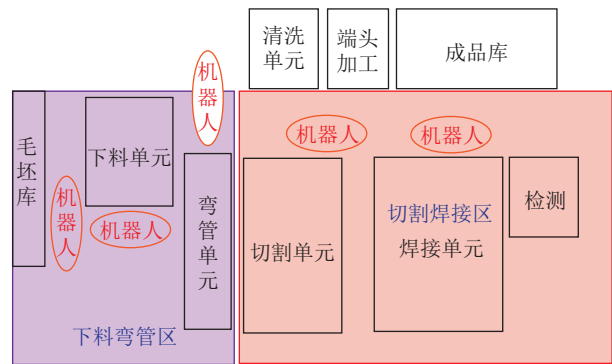 清洗
单元
端头
加工
成品库
机器人
毛坯库
下料单元
机器人
机器人
弯管单元
下料弯管区
机器人
机器人
切割单元
切割焊接区
焊接单元
检测